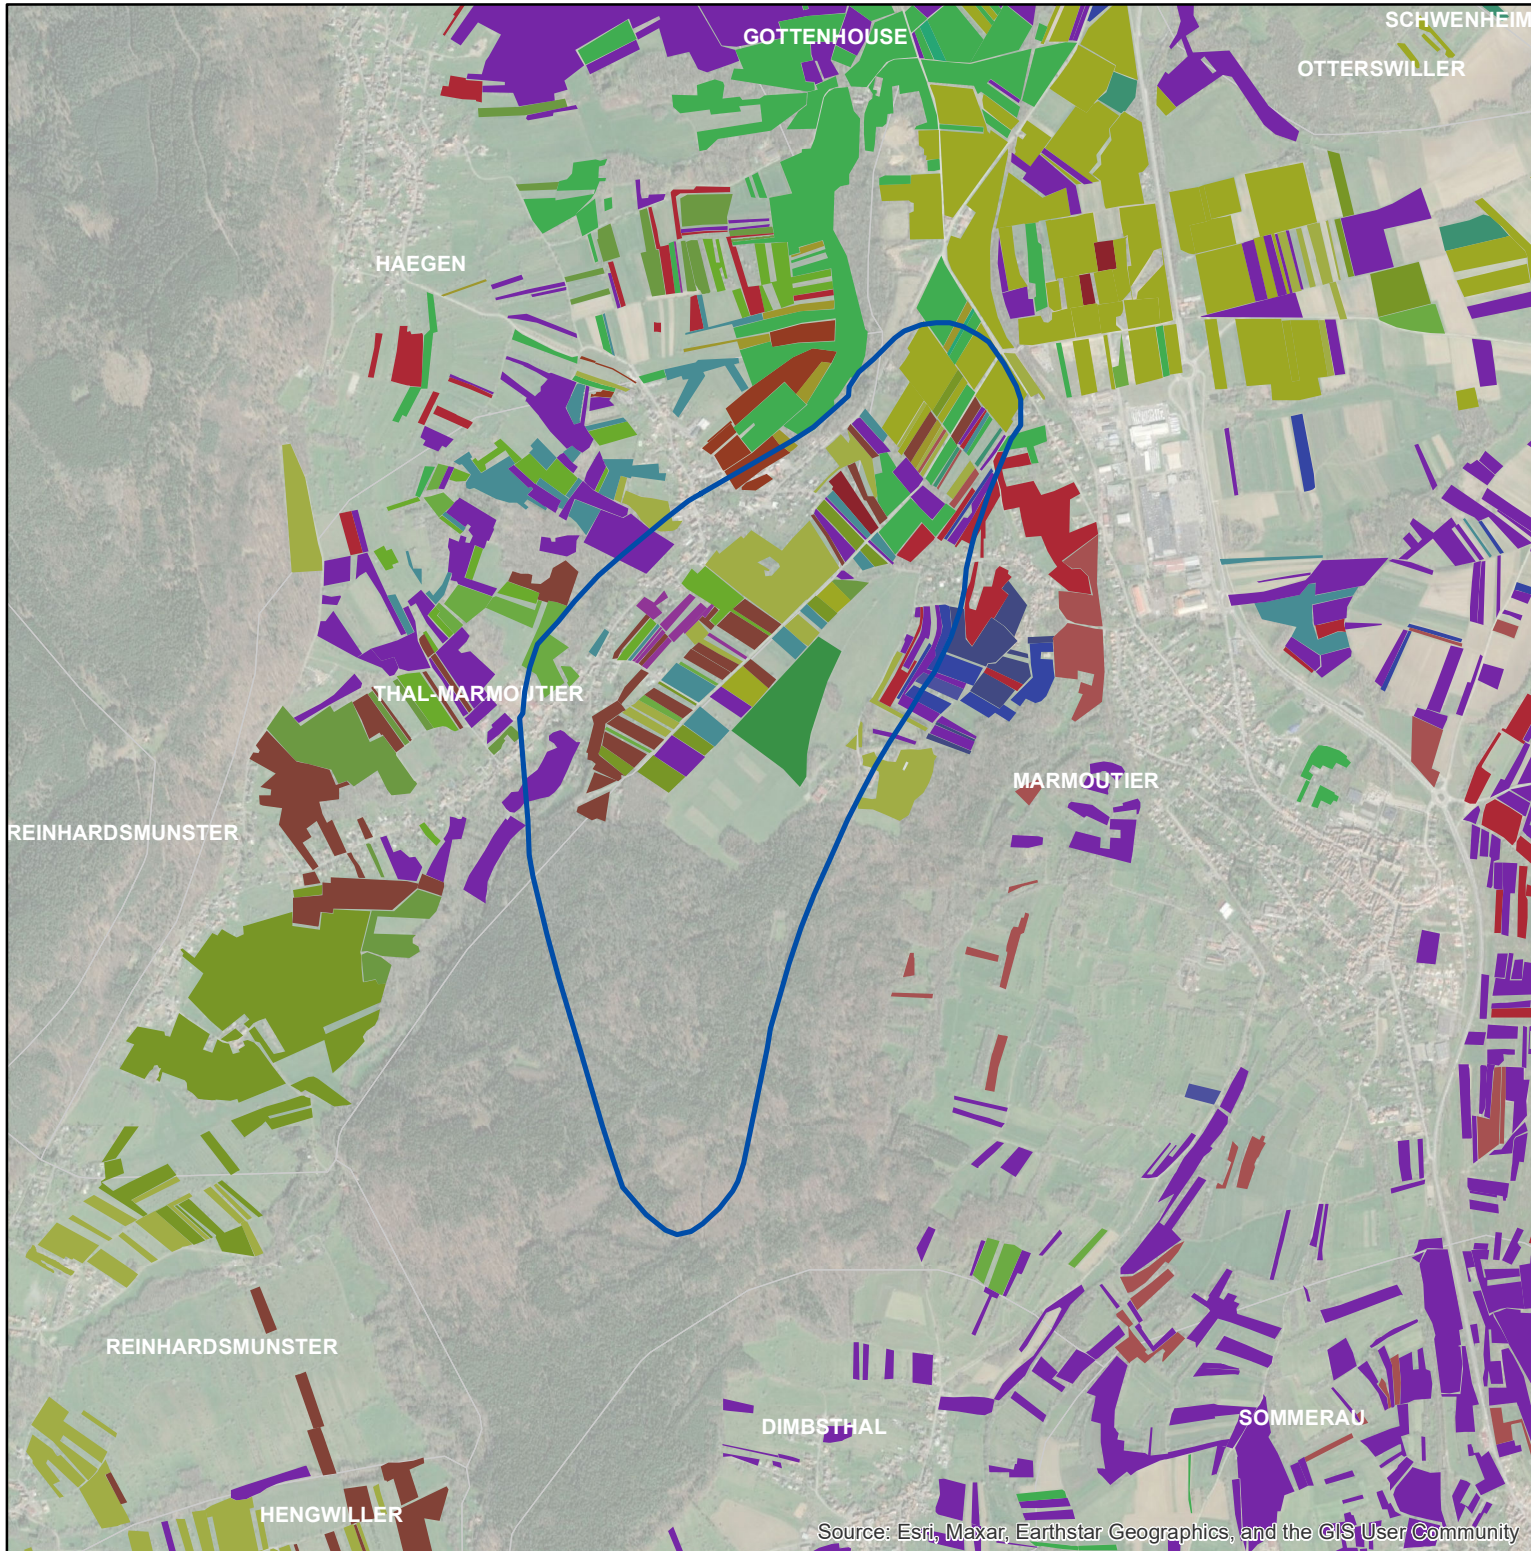 SCHWENHEIM
GOTTENHOUSE
OTTERSWILLER
HAEGEN
THAL-MARMOUTIER
MARMOUTIER
REINHARDSMUNSTER
REINHARDSMUNSTER
DIMBSTHAL
SOMMERAU
HENGWILLER
Source: Esri, Maxar, Earthstar Geographics, and the GIS User Community